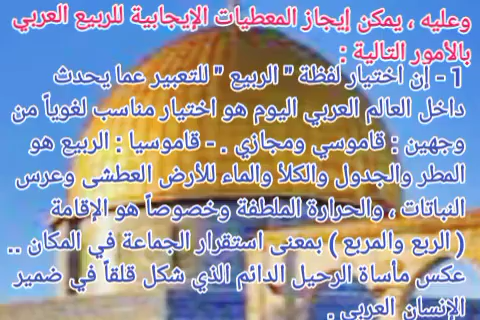 وعليه ، يمكن إيجاز المعطيات الإيجابية للربيع العربي
بالأمور التالية :
1 - إن اختيار لفظة " الربيع " للتعبير عما يحدث
داخل العالم العربي اليوم هو اختيار مناسب لغوياً من
وجهين : قاموسي ومجازي . - قاموسيا : الربيع هو
المطر والجدول والكلأ والماء للأرض العطشى وعرس
النباتات ، والحرارة الملطفة وخصوصاً هو الإقامة
( الربع والمربع ) بمعنى استقرار الجماعة في المكان ..
عكس مأساة الرحيل الدائم الذي شكل قلقاً في ضمير
الإنسان العربي .